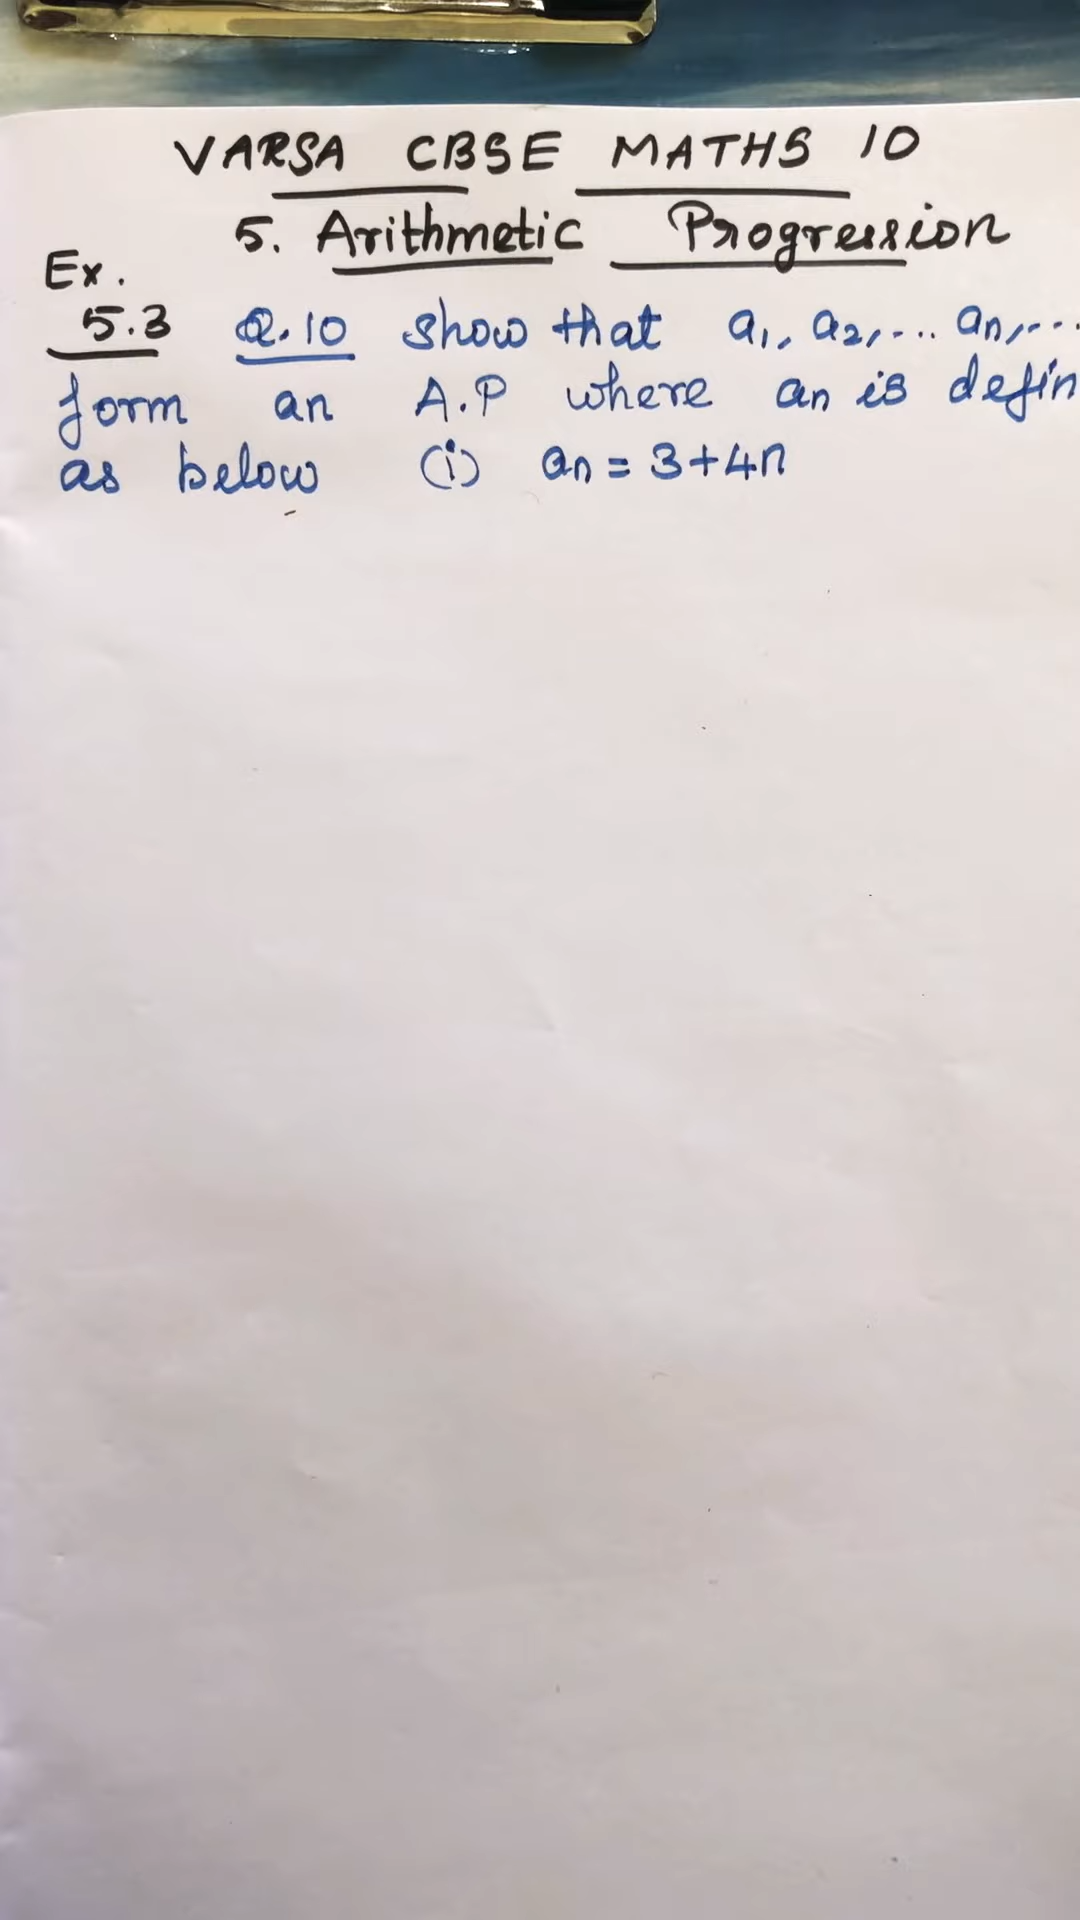 VARSA CBSE MATHS 10
5. Arithmetic Progression
Ex.
5.3 Q.10 show that a₁, a₂,... aₙ,...
form an A.P where aₙ is defin
as below (i) aₙ = 3+4n